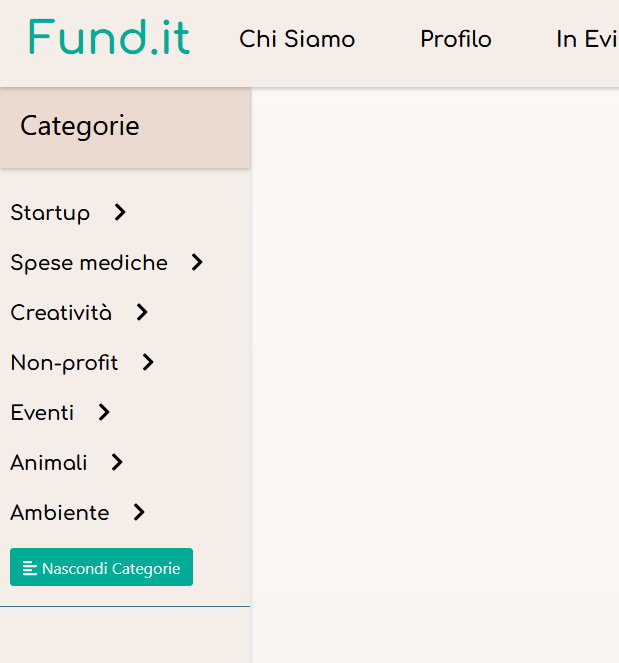 Fund.it Chi Siamo Profilo In Evi
Categorie
Startup
Spese mediche
Creatività
Non-profit
Eventi
Animali
Ambiente
Nascondi Categorie